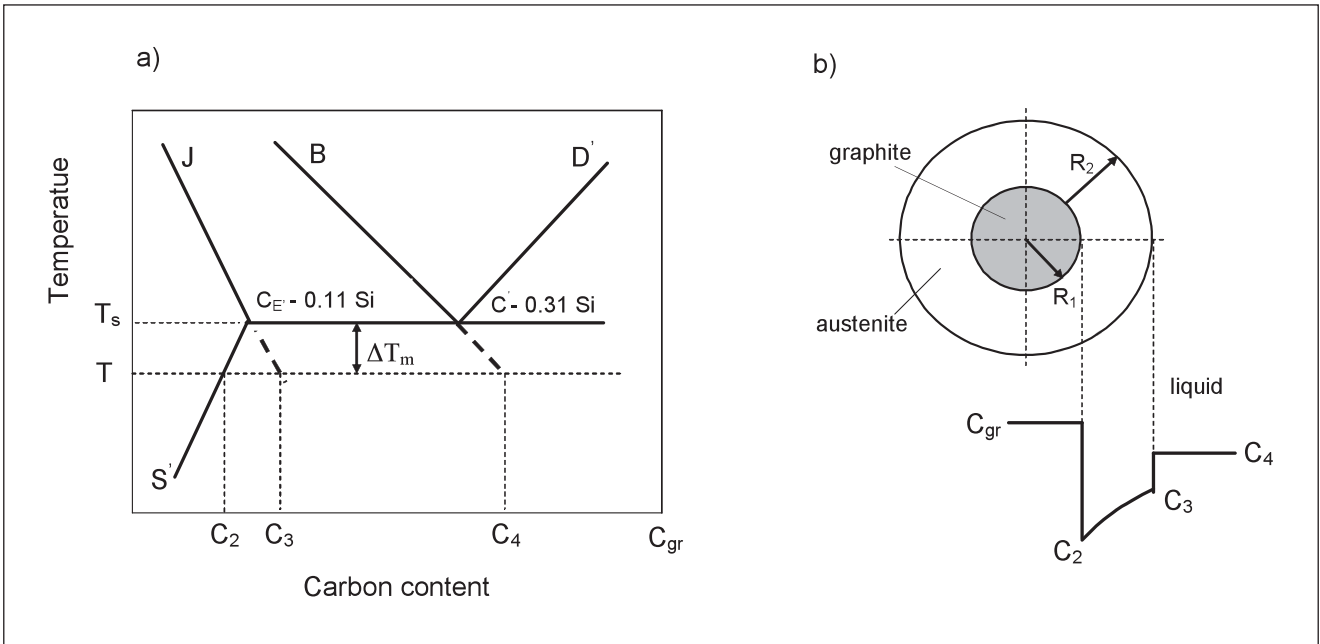 a)
J
B
D'
Temperatue
C_E' - 0.11 Si
C' - 0.31 Si
T_s
ΔT_m
T
S'
C_2
C_3
C_4
C_gr
Carbon content
b)
graphite
R_2
R_1
austenite
liquid
C_gr
C_4
C_3
C_2